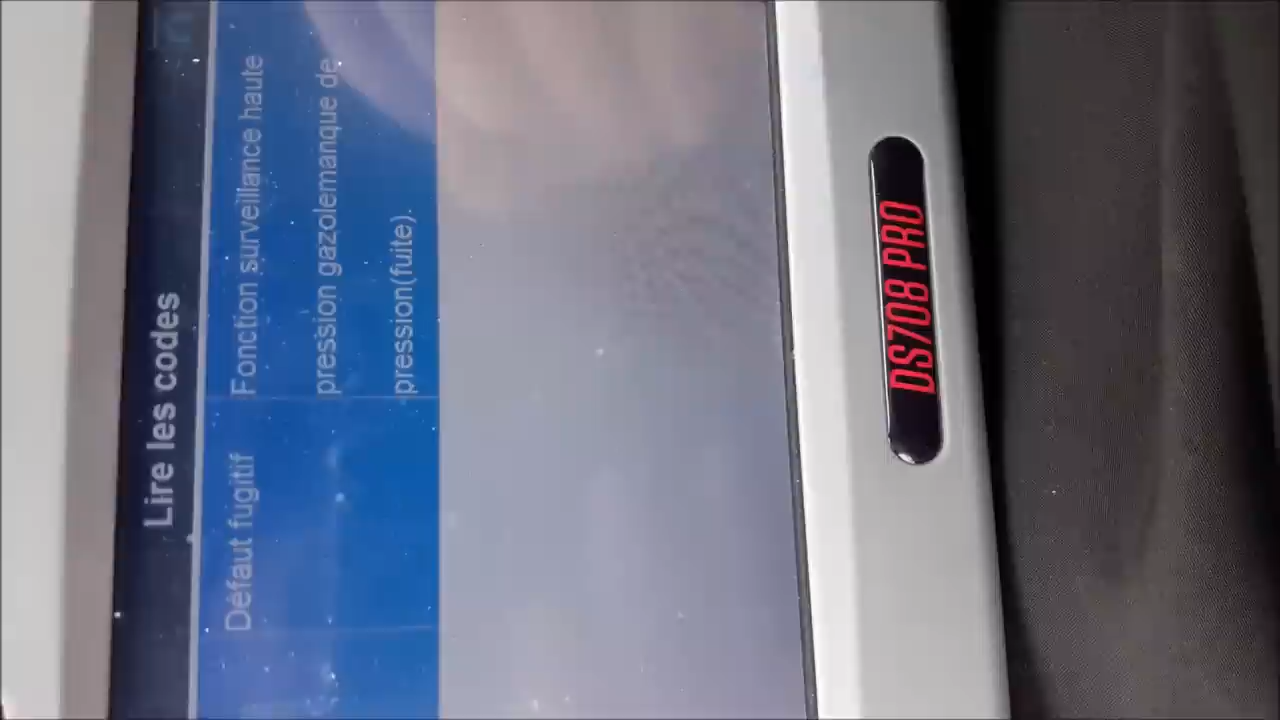 Lire les codes
Défaut fugitif
Fonction surveillance haute
pression gazolemanque de
pression(fuite).
DS708 PRO